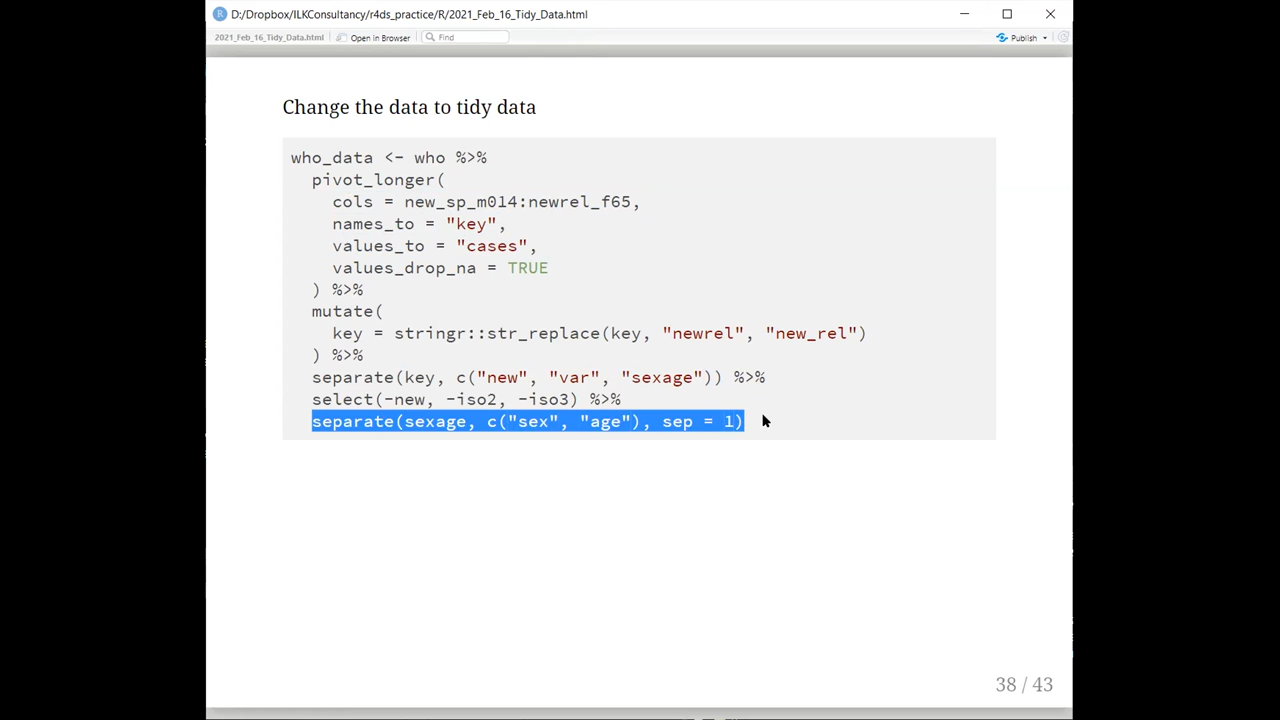 D:/Dropbox/ILKConsultancy/r4ds_practice/R/2021_Feb_16_Tidy_Data.html
2021_Feb_16_Tidy_Data.html Open in Browser Find Publish
Change the data to tidy data
who_data <- who %>%
pivot_longer(
cols = new_sp_m014:newrel_f65,
names_to = "key",
values_to = "cases",
values_drop_na = TRUE
) %>%
mutate(
key = stringr::str_replace(key, "newrel", "new_rel")
) %>%
separate(key, c("new", "var", "sexage")) %>%
select(-new, -iso2, -iso3) %>%
separate(sexage, c("sex", "age"), sep = 1)
38 / 43